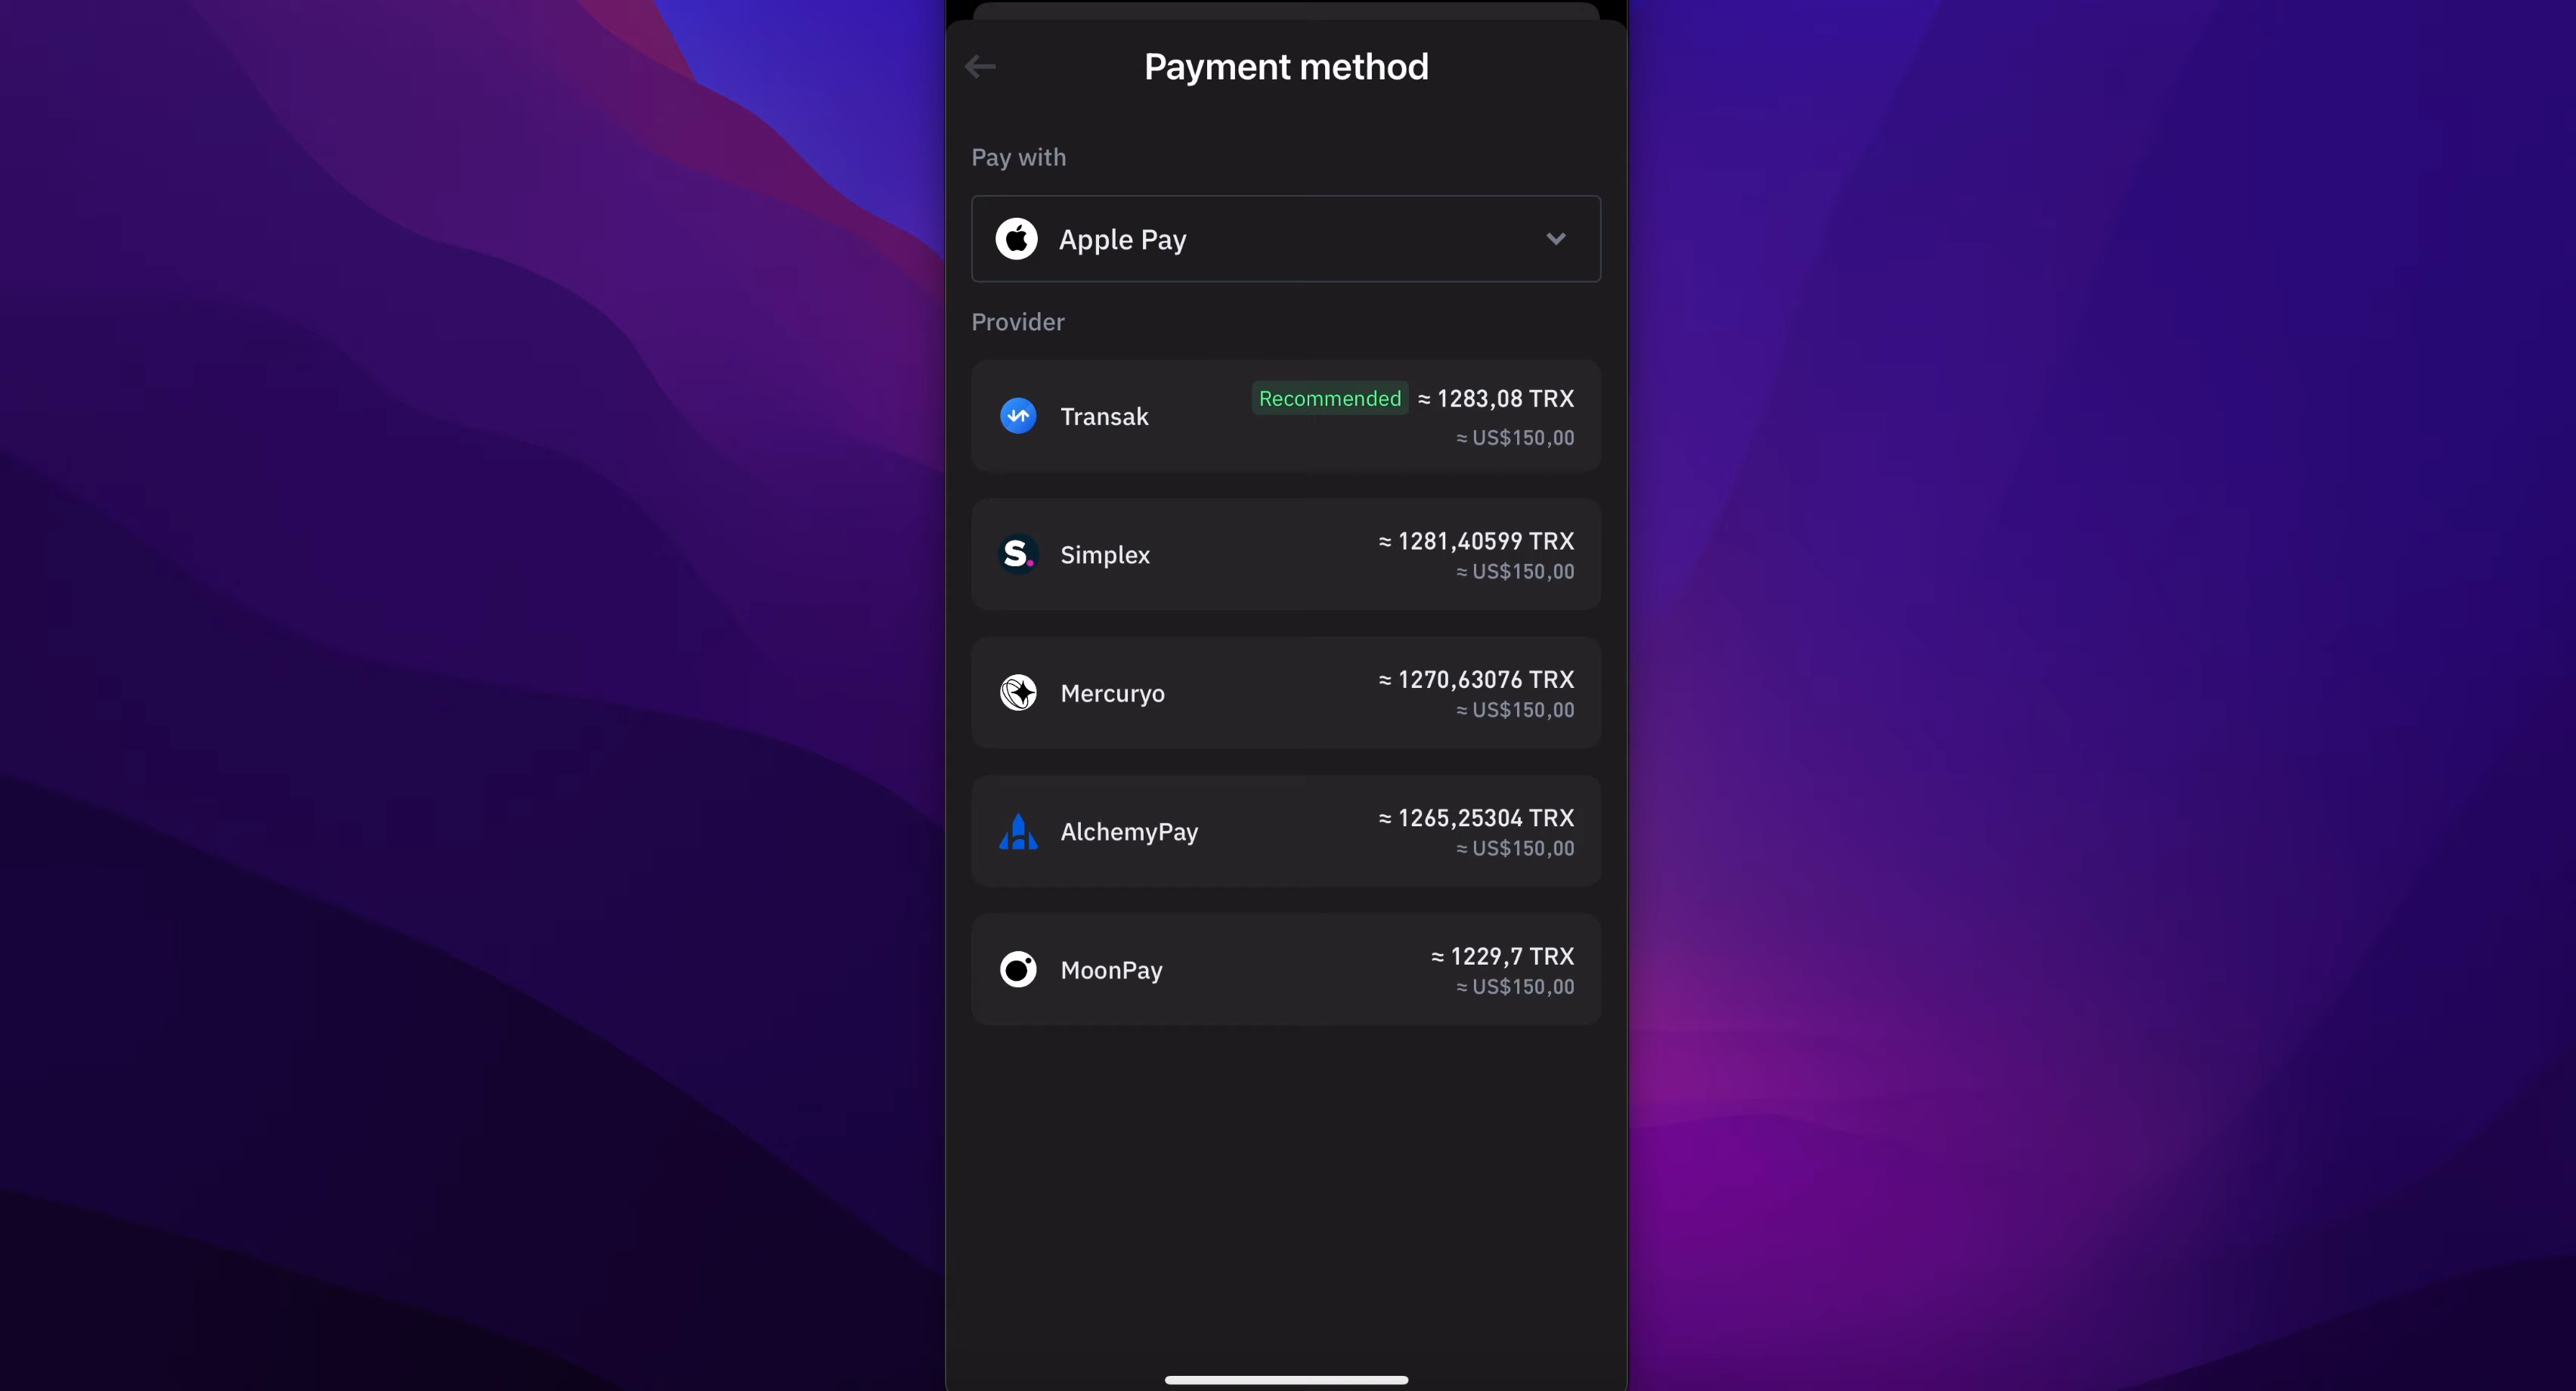 Payment method
Pay with
Apple Pay
Provider
Transak
Recommended ≈ 1283,08 TRX
≈ US$150,00
S. Simplex
≈ 1281,40599 TRX
≈ US$150,00
Mercuryo
≈ 1270,63076 TRX
≈ US$150,00
AlchemyPay
≈ 1265,25304 TRX
≈ US$150,00
MoonPay
≈ 1229,7 TRX
≈ US$150,00